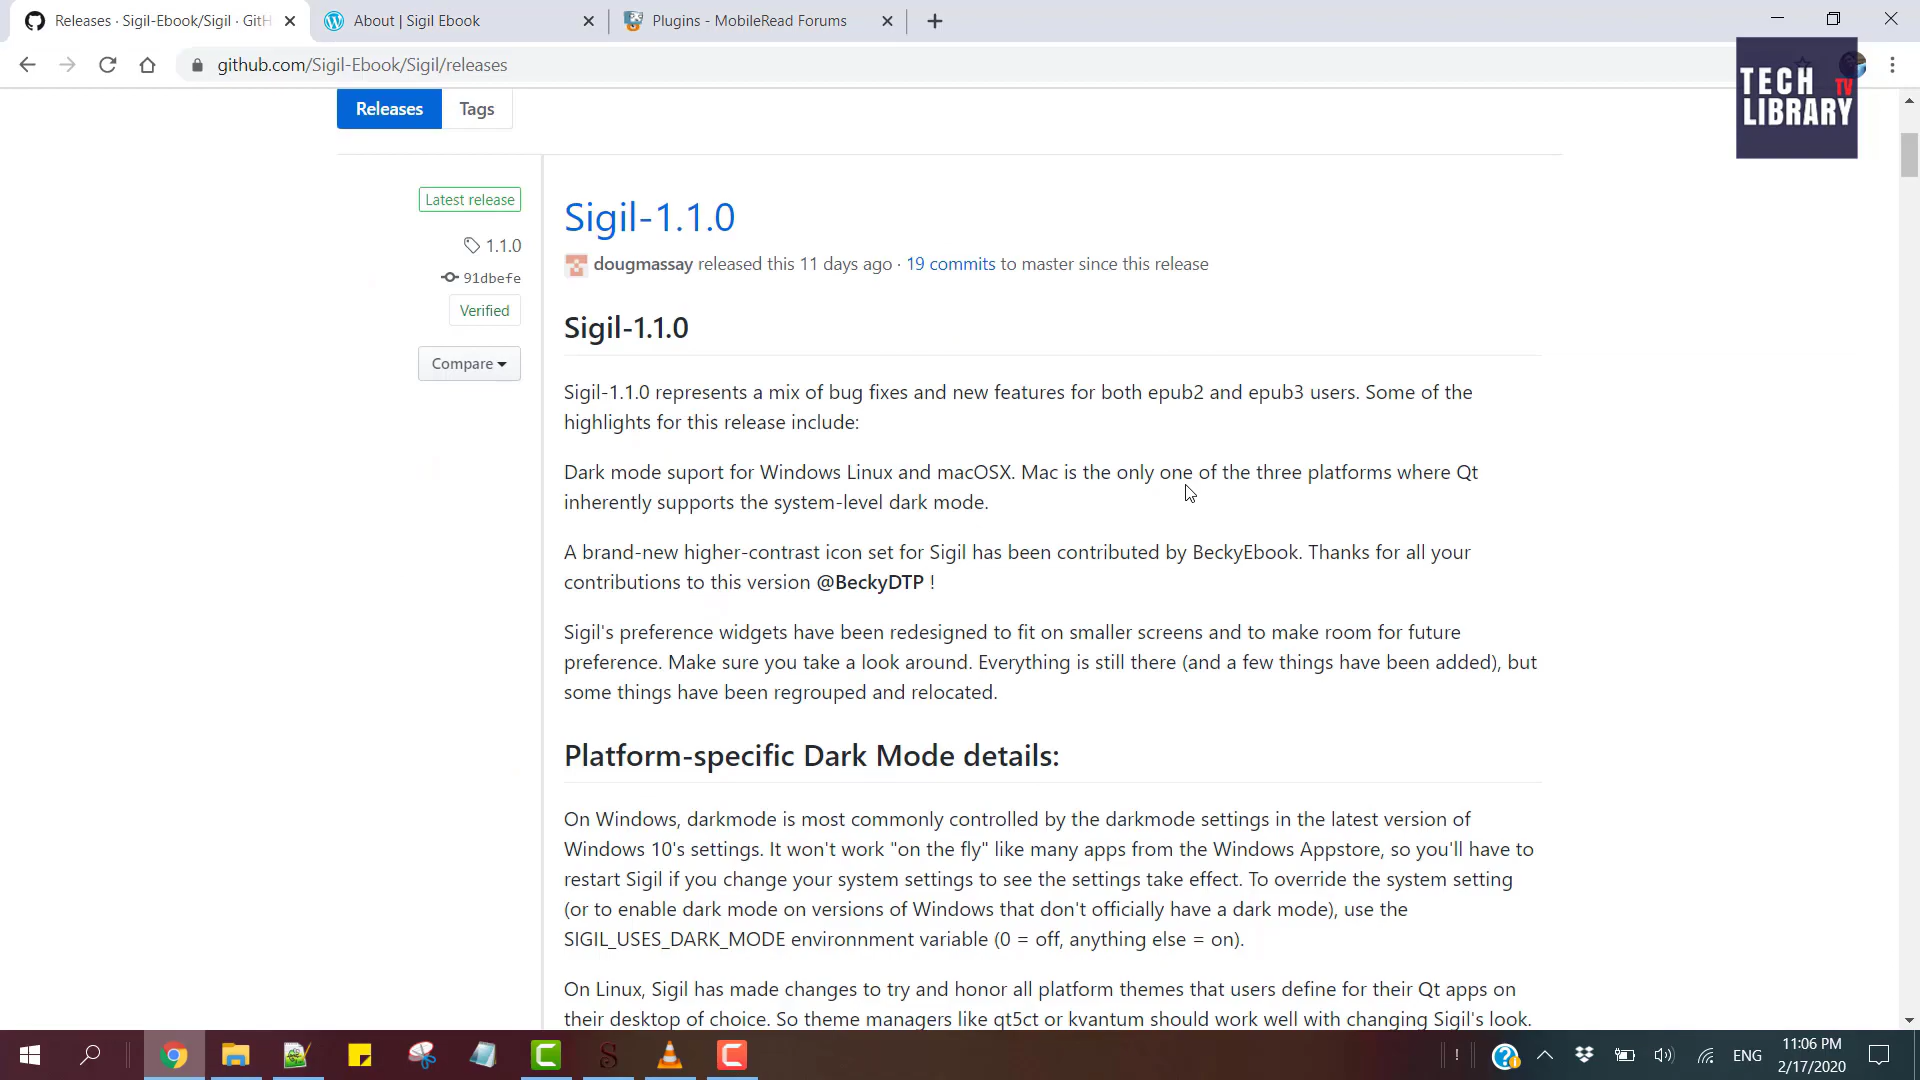 Releases · Sigil-Ebook/Sigil · GitH
About | Sigil Ebook
Plugins - MobileRead Forums
github.com/Sigil-Ebook/Sigil/releases
TECH TV
LIBRARY
Releases
Tags
Latest release
1.1.0
91dbefe
Verified
Compare
Sigil-1.1.0
dougmassay released this 11 days ago · 19 commits to master since this release
Sigil-1.1.0
Sigil-1.1.0 represents a mix of bug fixes and new features for both epub2 and epub3 users. Some of the
highlights for this release include:
Dark mode suport for Windows Linux and macOSX. Mac is the only one of the three platforms where Qt
inherently supports the system-level dark mode.
A brand-new higher-contrast icon set for Sigil has been contributed by BeckyEbook. Thanks for all your
contributions to this version @BeckyDTP !
Sigil's preference widgets have been redesigned to fit on smaller screens and to make room for future
preference. Make sure you take a look around. Everything is still there (and a few things have been added), but
some things have been regrouped and relocated.
Platform-specific Dark Mode details:
On Windows, darkmode is most commonly controlled by the darkmode settings in the latest version of
Windows 10's settings. It won't work "on the fly" like many apps from the Windows Appstore, so you'll have to
restart Sigil if you change your system settings to see the settings take effect. To override the system setting
(or to enable dark mode on versions of Windows that don't officially have a dark mode), use the
SIGIL_USES_DARK_MODE environnment variable (0 = off, anything else = on).
On Linux, Sigil has made changes to try and honor all platform themes that users define for their Qt apps on
their desktop of choice. So theme managers like qt5ct or kvantum should work well with changing Sigil's look.
ENG
11:06 PM
2/17/2020